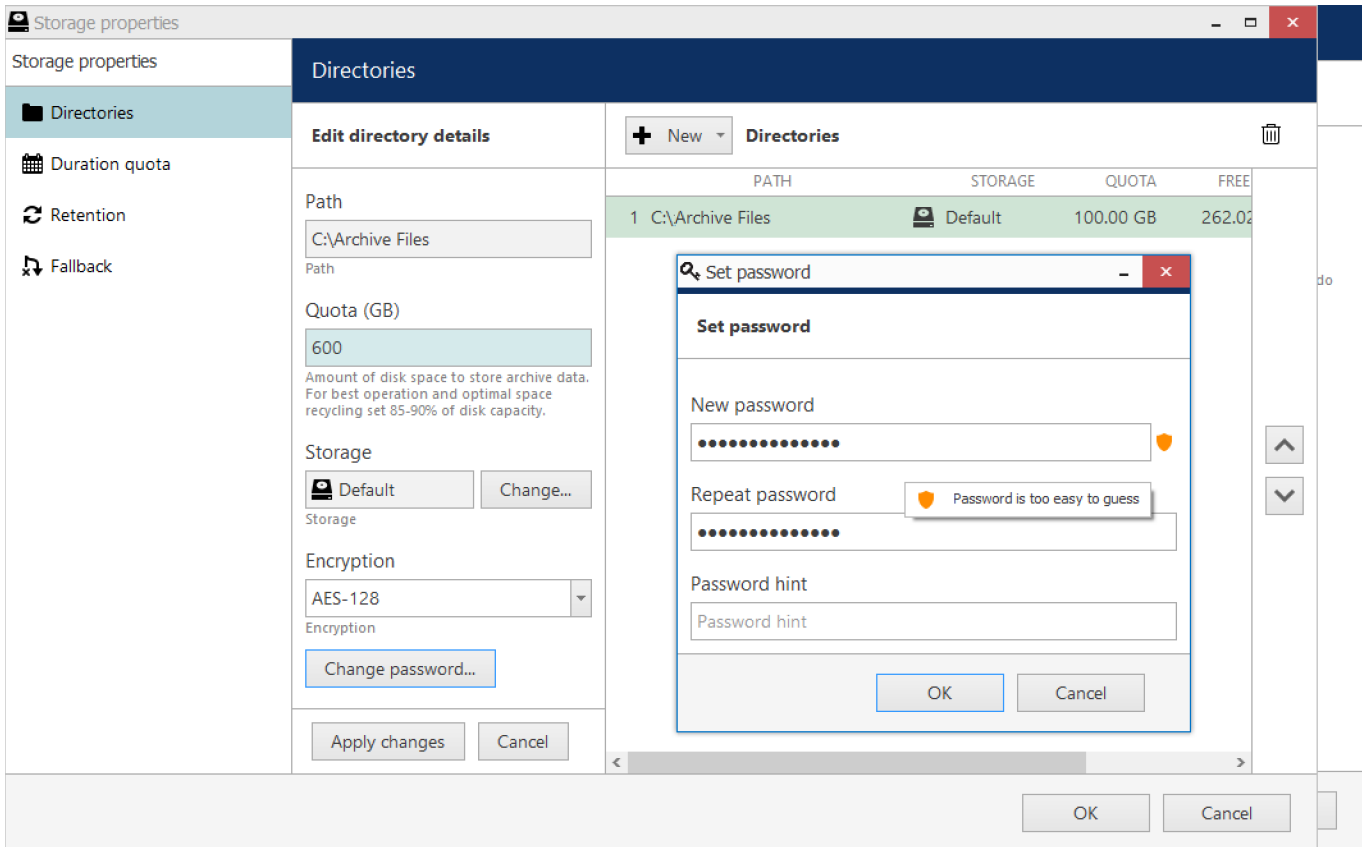 Storage properties
Storage properties
Directories
Duration quota
Retention
Fallback
Directories
Edit directory details
Path
C:\Archive Files
Path
Quota (GB)
600
Amount of disk space to store archive data.
For best operation and optimal space
recycling set 85-90% of disk capacity.
Storage
Default
Change...
Storage
Encryption
AES-128
Encryption
Change password...
Apply changes
Cancel
New
Directories
PATH STORAGE QUOTA FREE
1 C:\Archive Files Default 100.00 GB 262.02
Set password
Set password
New password
••••••••••••••
Repeat password
Password is too easy to guess
••••••••••••••
Password hint
Password hint
OK
Cancel
do
OK
Cancel